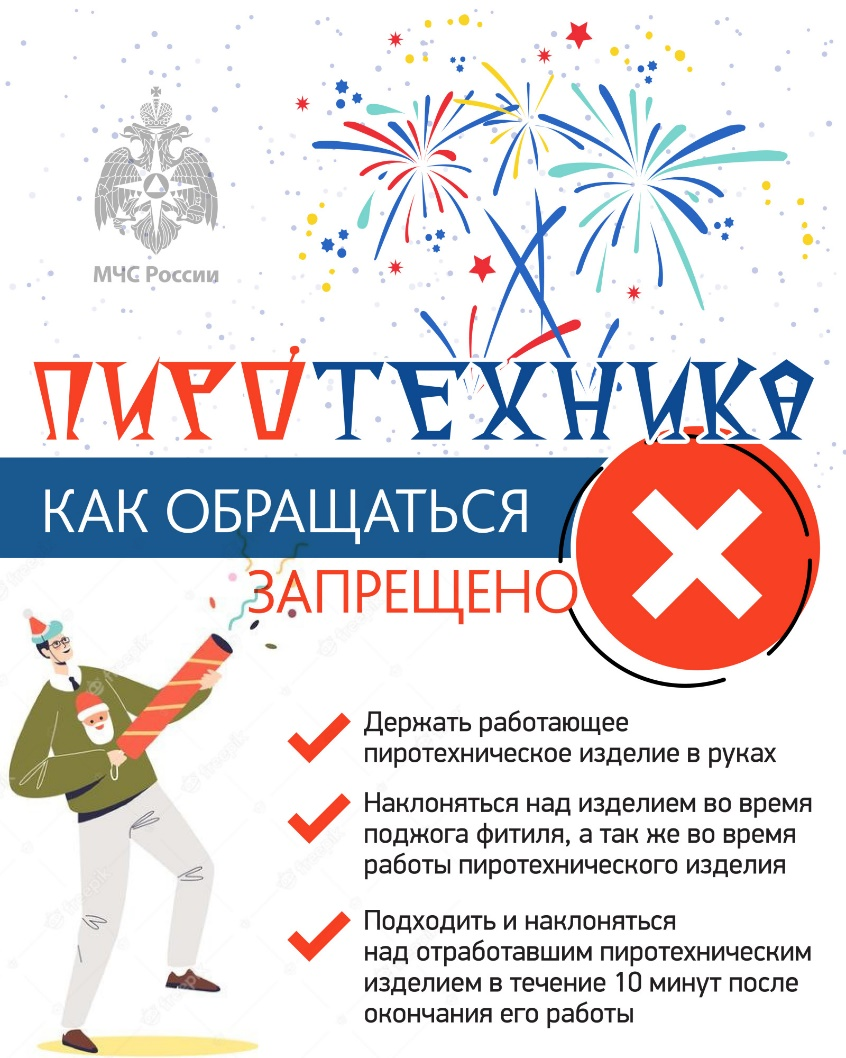 МЧС России
ПИРОТЕХНИКА
КАК ОБРАЩАТЬСЯ
ЗАПРЕЩЕНО
Держать работающее
пиротехническое изделие в руках
Наклоняться над изделием во время
поджога фитиля, а так же во время
работы пиротехнического изделия
Подходить и наклоняться
над отработавшим пиротехническим
изделием в течение 10 минут после
окончания его работы